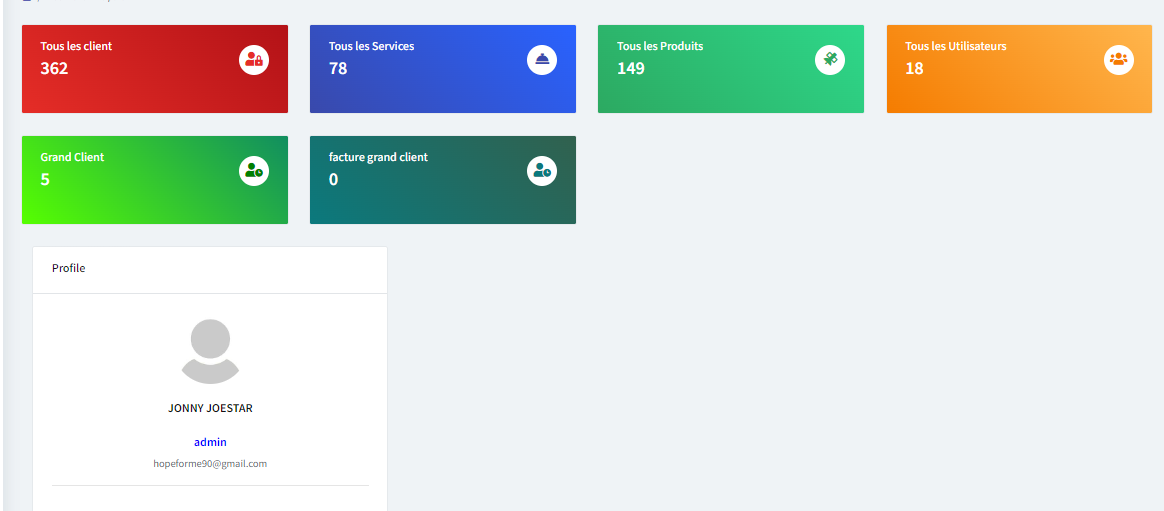 Tous les client
362
Tous les Services
78
Tous les Produits
149
Tous les Utilisateurs
18
Grand Client
5
facture grand client
0
Profile
JONNY JOESTAR
admin
hopeforme90@gmail.com